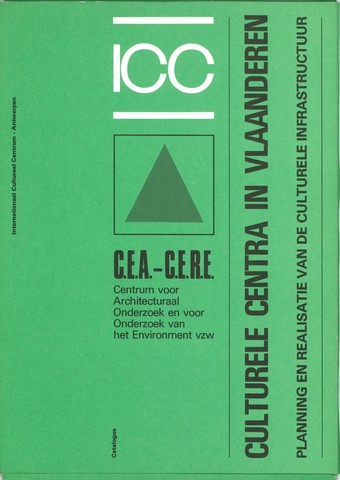 Internationaal Cultureel Centrum - Antwerpen
ICC
C.E.A.-C.E.R.E.
Centrum voor
Architecturaal
Onderzoek en voor
Onderzoek van
het Environment vzw
Catalogus
CULTURELE CENTRA IN VLAANDEREN
PLANNING EN REALISATIE VAN DE CULTURELE INFRASTRUCTUUR